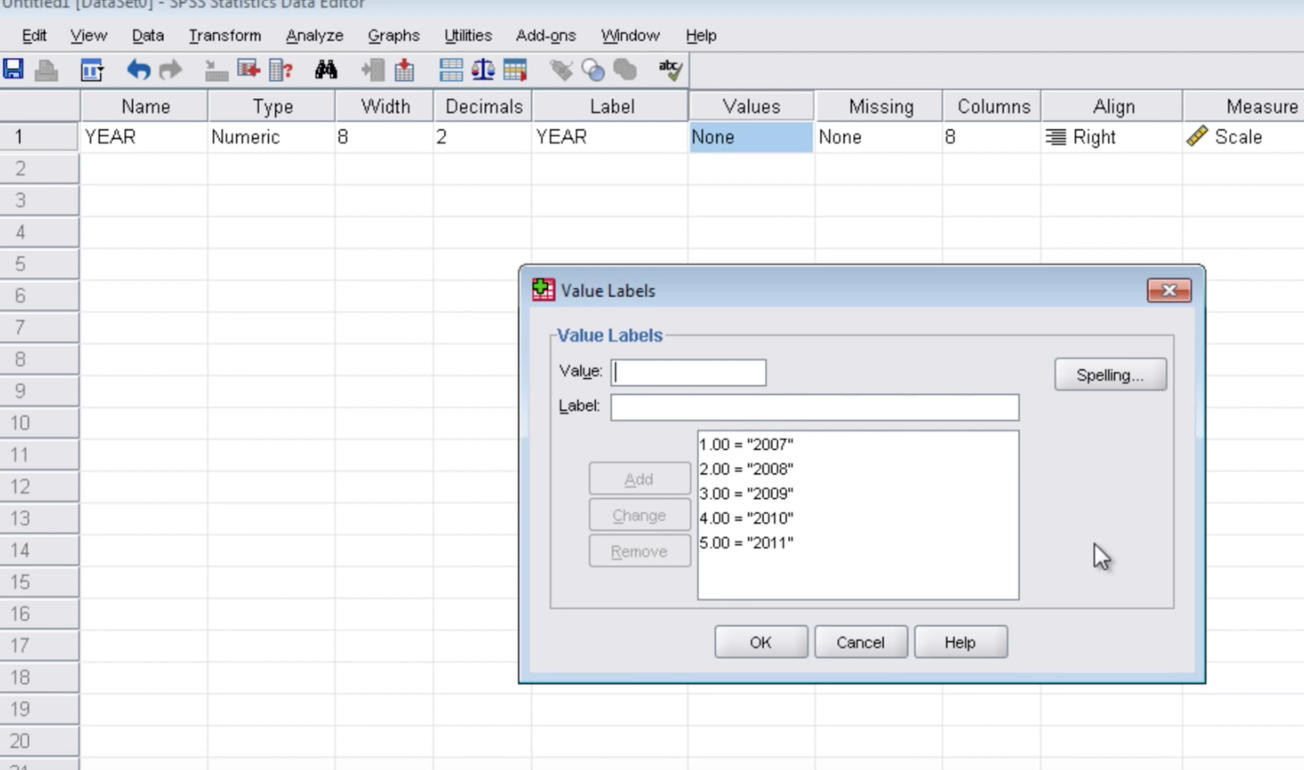 Untitled1 [DataSet0] - SPSS Statistics Data Editor
Edit View Data Transform Analyze Graphs Utilities Add-ons Window Help
abc
Name Type Width Decimals Label Values Missing Columns Align Measure
1 YEAR Numeric 8 2 YEAR None None 8 Right Scale
2
3
4
5
6
7
8
9
10
11
12
13
14
15
16
17
18
19
20
21
Value Labels
Value Labels
Value:
Spelling...
Label:
1.00 = "2007"
2.00 = "2008"
3.00 = "2009"
4.00 = "2010"
5.00 = "2011"
Add
Change
Remove
OK Cancel Help